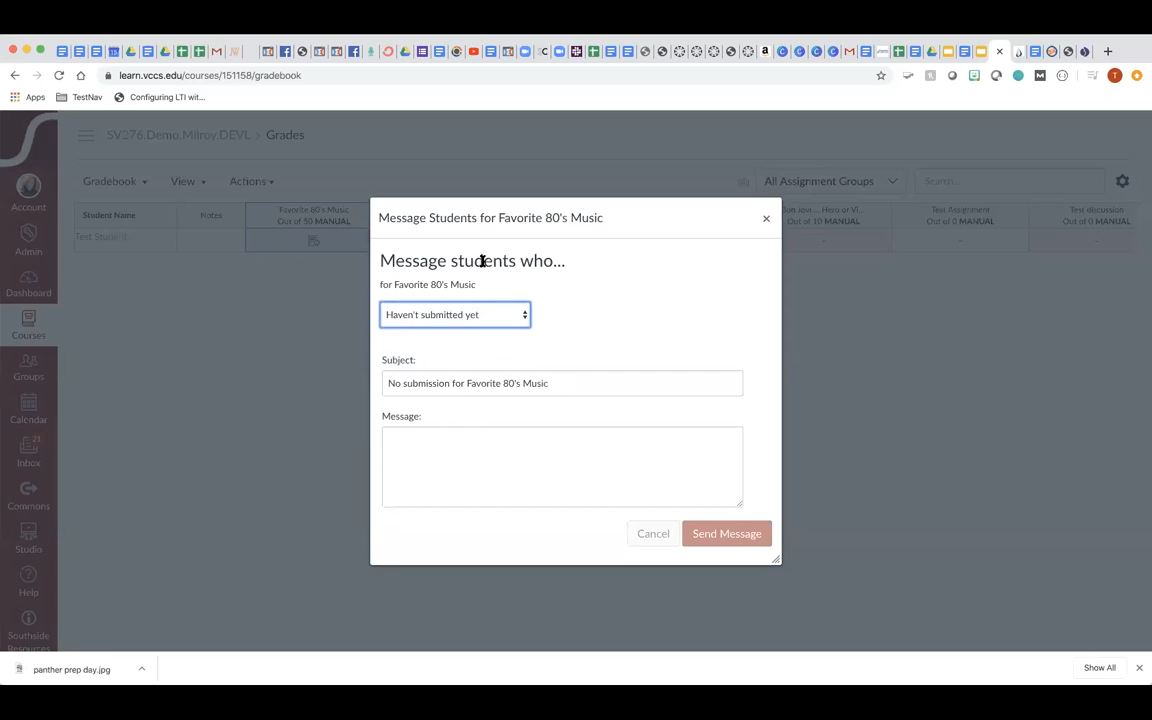 learn.vccs.edu/courses/151158/gradebook
Apps TestNav Configuring LTI wit...
SV276.Demo.Milroy.DEVL > Grades
Gradebook View Actions All Assignment Groups Search...
Student Name Notes Favorite 80's Music Out of 50 MANUAL
Test Student
Out of 10 MANUAL
Test Assignment
Out of 0 MANUAL
Test discussion
Out of 0 MANUAL
Account
Admin
Dashboard
Courses
Groups
Calendar
21
Inbox
Commons
Studio
Help
Southside
Resources
Message Students for Favorite 80's Music
Message students who...
for Favorite 80's Music
Haven't submitted yet
Subject:
No submission for Favorite 80's Music
Message:
Cancel Send Message
panther prep day.jpg
Show All